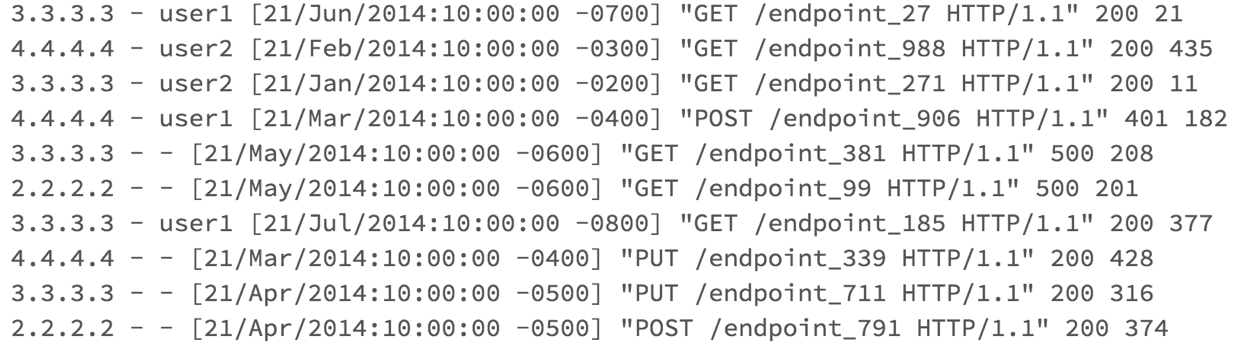 3.3.3.3 - user1 [21/Jun/2014:10:00:00 -0700] "GET /endpoint_27 HTTP/1.1" 200 21
4.4.4.4 - user2 [21/Feb/2014:10:00:00 -0300] "GET /endpoint_988 HTTP/1.1" 200 435
3.3.3.3 - user2 [21/Jan/2014:10:00:00 -0200] "GET /endpoint_271 HTTP/1.1" 200 11
4.4.4.4 - user1 [21/Mar/2014:10:00:00 -0400] "POST /endpoint_906 HTTP/1.1" 401 182
3.3.3.3 - - [21/May/2014:10:00:00 -0600] "GET /endpoint_381 HTTP/1.1" 500 208
2.2.2.2 - - [21/May/2014:10:00:00 -0600] "GET /endpoint_99 HTTP/1.1" 500 201
3.3.3.3 - user1 [21/Jul/2014:10:00:00 -0800] "GET /endpoint_185 HTTP/1.1" 200 377
4.4.4.4 - - [21/Mar/2014:10:00:00 -0400] "PUT /endpoint_339 HTTP/1.1" 200 428
3.3.3.3 - - [21/Apr/2014:10:00:00 -0500] "PUT /endpoint_711 HTTP/1.1" 200 316
2.2.2.2 - - [21/Apr/2014:10:00:00 -0500] "POST /endpoint_791 HTTP/1.1" 200 374